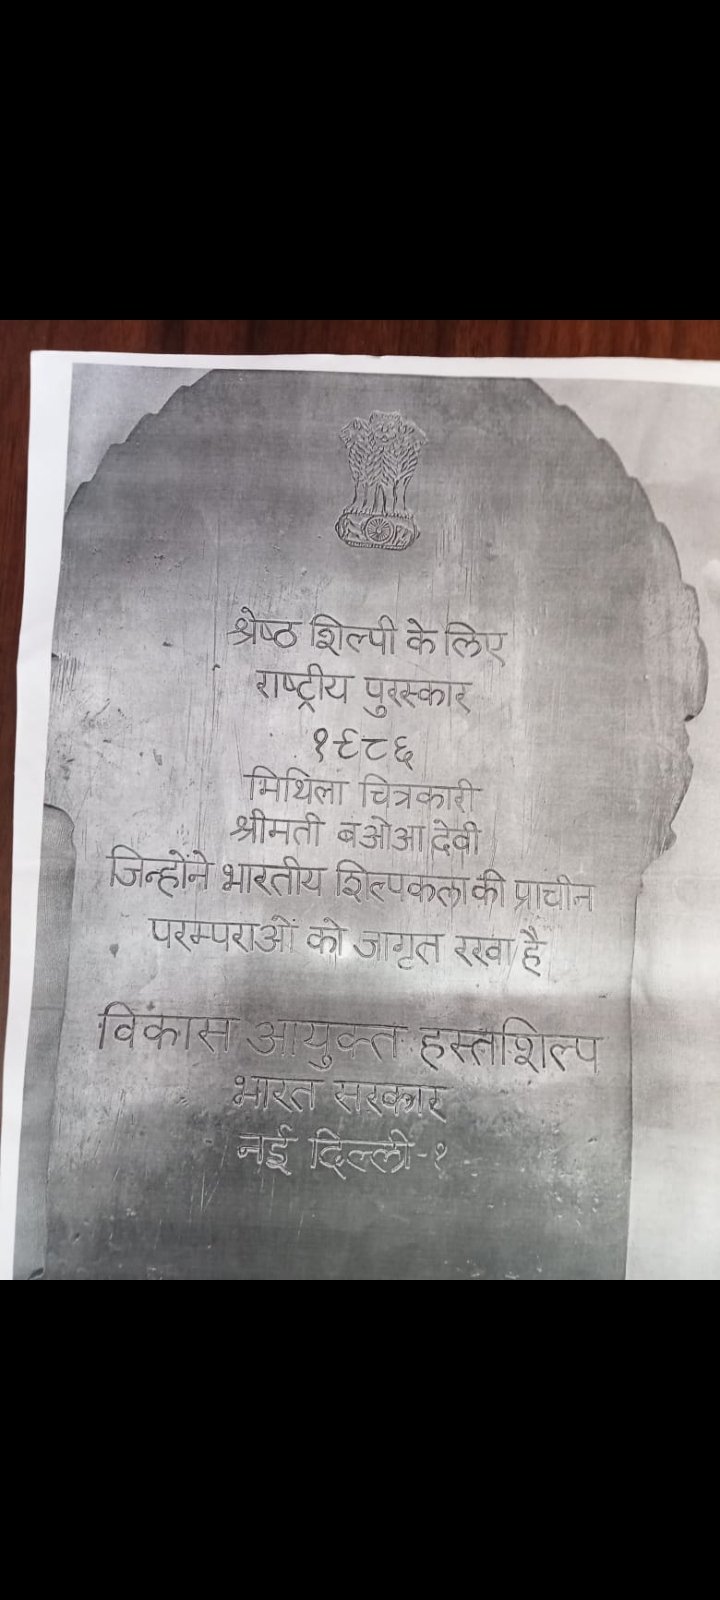 श्रेष्ठ शिल्पी के लिए
राष्ट्रीय पुरस्कार
१९८६
मिथिला चित्रकारी
श्रीमती बओआ देवी
जिन्होंने भारतीय शिल्पकला की प्राचीन
परम्पराओं को जागृत रखा है
विकास आयुक्त हस्तशिल्प
भारत सरकार
नई दिल्ली-१